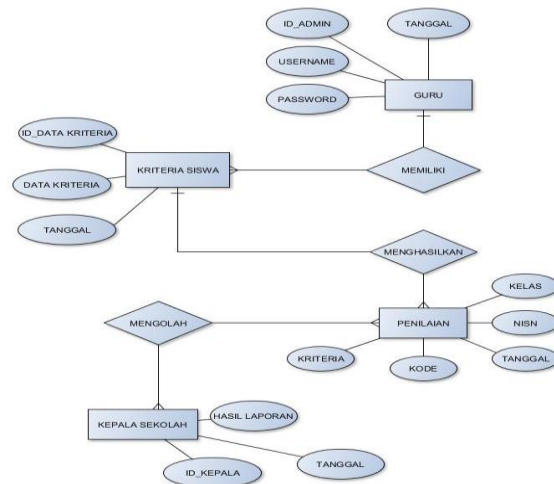 ID_ADMIN
TANGGAL
USERNAME
PASSWORD
GURU
ID_DATA KRITERIA
KRITERIA SISWA
MEMILIKI
DATA KRITERIA
TANGGAL
MENGHASILKAN
KELAS
MENGOLAH
PENILAIAN
NISN
KRITERIA
TANGGAL
KODE
HASIL LAPORAN
KEPALA SEKOLAH
TANGGAL
ID_KEPALA